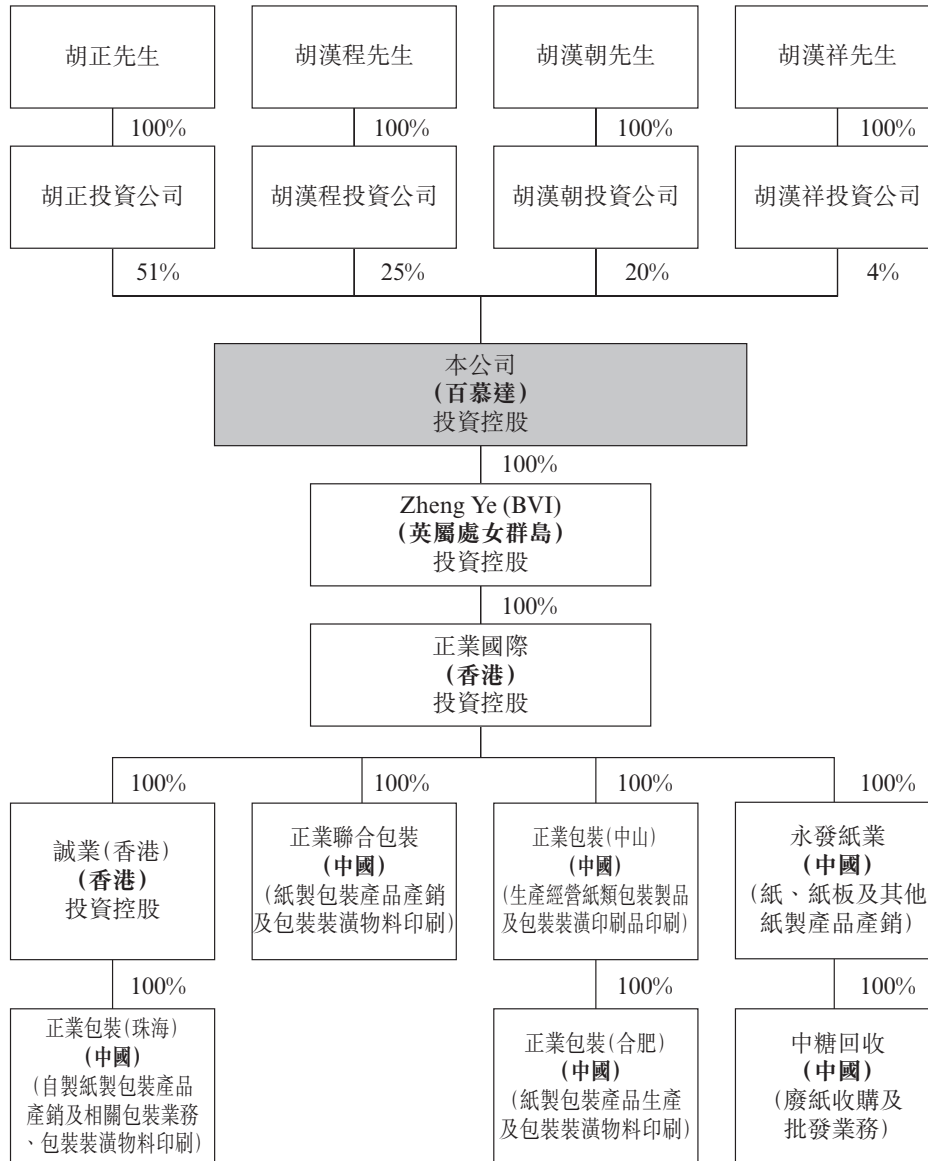 胡正先生
胡漢程先生
胡漢朝先生
胡漢祥先生
100%
100%
100%
100%
胡正投資公司
胡漢程投資公司
胡漢朝投資公司
胡漢祥投資公司
51%
25%
20%
4%
本公司
(百慕達)
投資控股
100%
Zheng Ye (BVI)
(英屬處女群島)
投資控股
100%
正業國際
(香港)
投資控股
100%
100%
100%
100%
誠業(香港)
(香港)
投資控股
正業聯合包裝
(中國)
(紙製包裝產品產銷
及包裝裝潢物料印刷)
正業包裝(中山)
(中國)
(生產經營紙類包裝製品
及包裝裝潢印刷品印刷)
永發紙業
(中國)
(紙、紙板及其他
紙製產品產銷)
100%
100%
100%
正業包裝(珠海)
(中國)
(自製紙製包裝產品
產銷及相關包裝業務
、包裝裝潢物料印刷)
正業包裝(合肥)
(中國)
(紙製包裝產品生產
及包裝裝潢物料印刷)
中糖回收
(中國)
(廢紙收購及
批發業務)